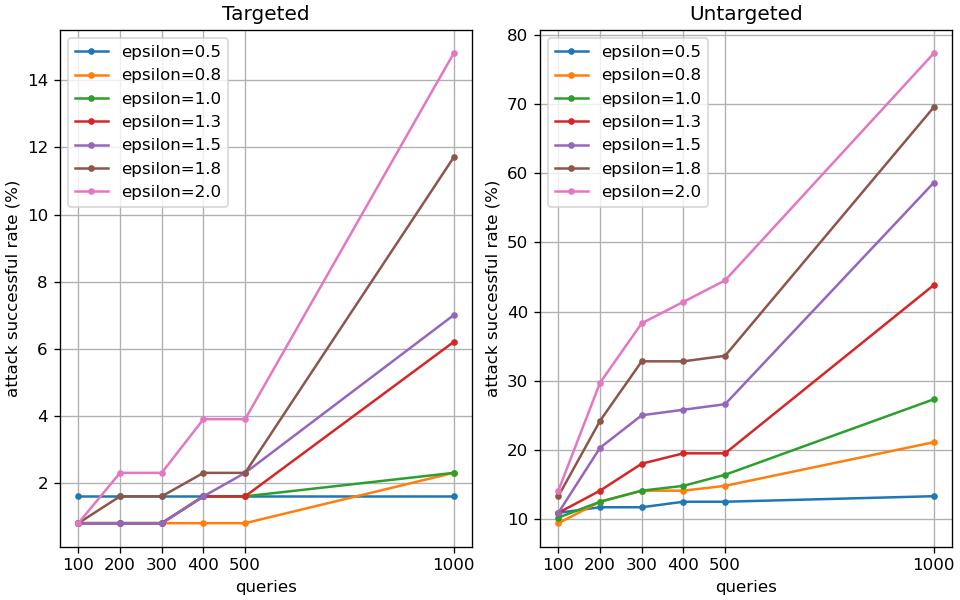 Targeted
epsilon=0.5
epsilon=0.8
epsilon=1.0
epsilon=1.3
epsilon=1.5
epsilon=1.8
epsilon=2.0
14
12
10
8
6
4
2
attack successful rate (%)
100 200 300 400 500 1000
queries
Untargeted
epsilon=0.5
epsilon=0.8
epsilon=1.0
epsilon=1.3
epsilon=1.5
epsilon=1.8
epsilon=2.0
80
70
60
50
40
30
20
10
attack successful rate (%)
100 200 300 400 500 1000
queries